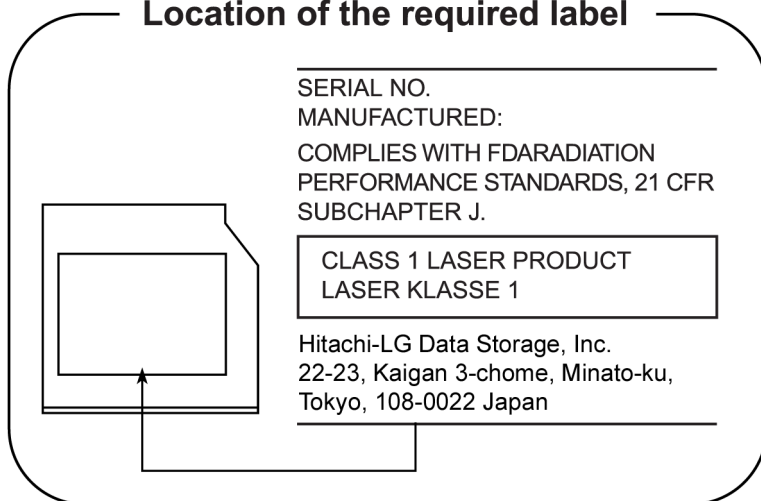 Location of the required label
SERIAL NO.
MANUFACTURED:
COMPLIES WITH FDARADIATION
PERFORMANCE STANDARDS, 21 CFR
SUBCHAPTER J.
CLASS 1 LASER PRODUCT
LASER KLASSE 1
Hitachi-LG Data Storage, Inc.
22-23, Kaigan 3-chome, Minato-ku,
Tokyo, 108-0022 Japan